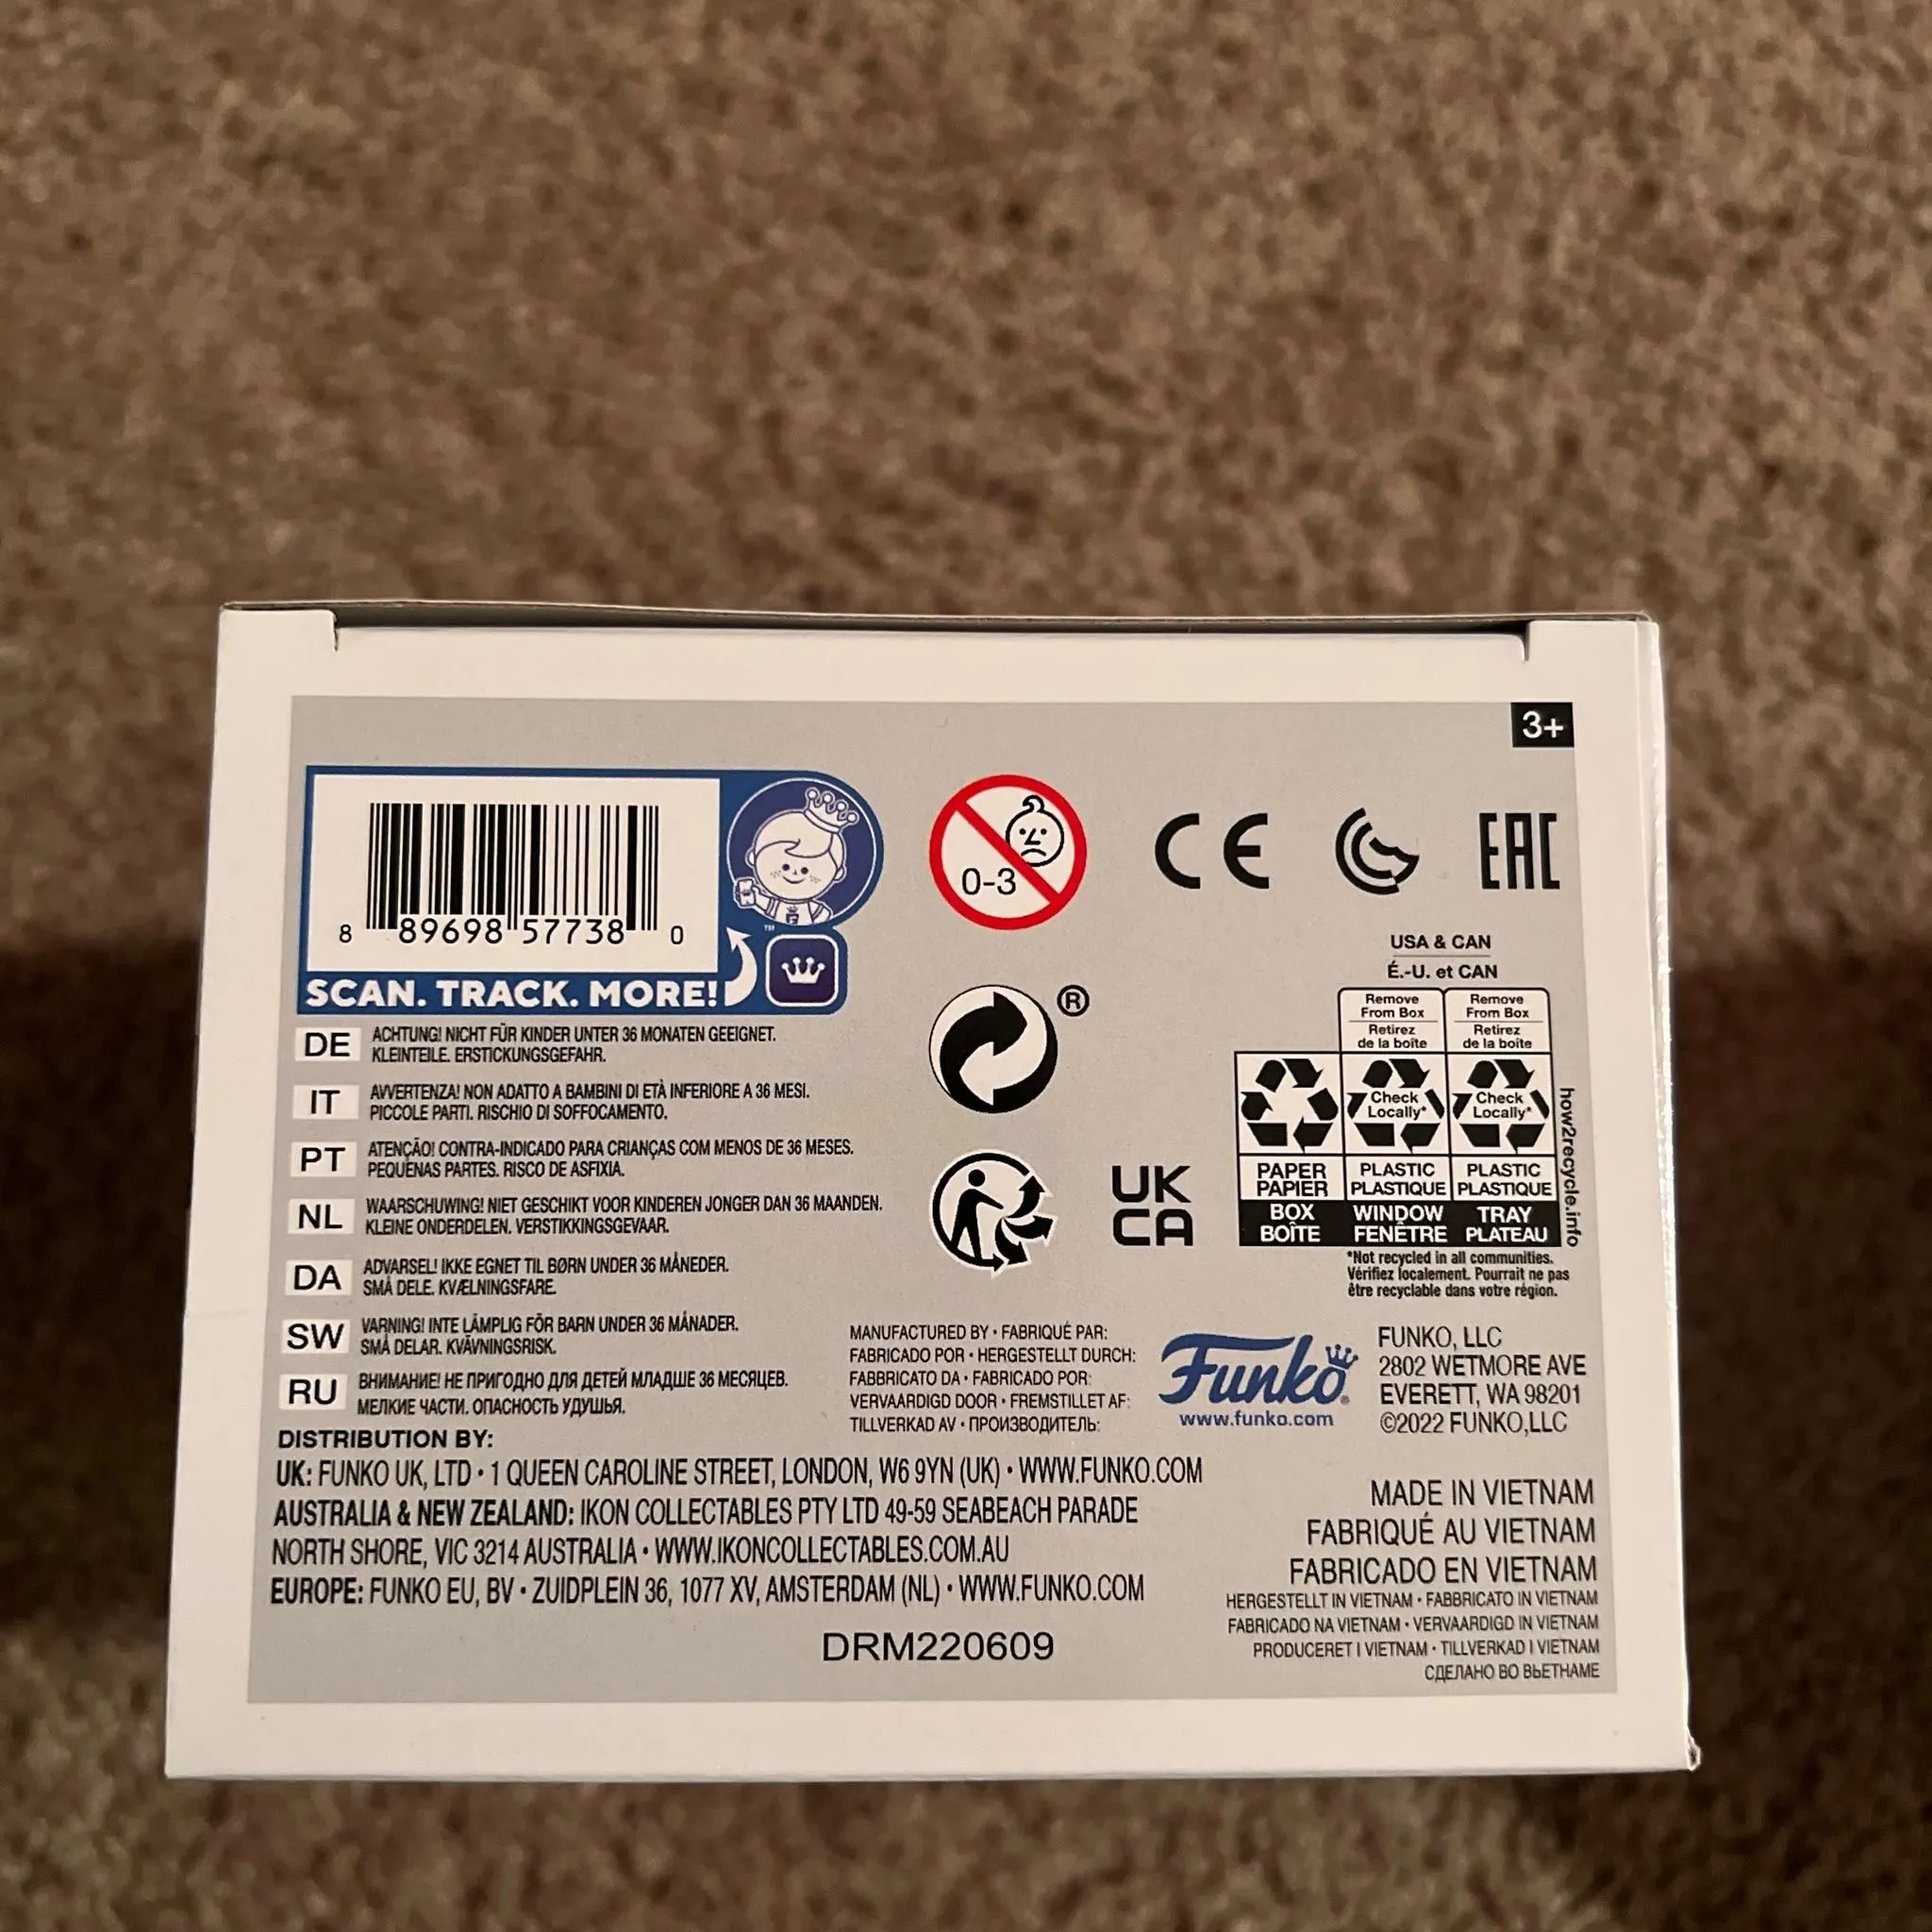 3+
8 89698 57738 0
SCAN. TRACK. MORE!
™
0-3
CE
EAC
®
DE ACHTUNG! NICHT FÜR KINDER UNTER 36 MONATEN GEEIGNET.
KLEINTEILE. ERSTICKUNGSGEFAHR.
IT AVVERTENZA! NON ADATTO A BAMBINI DI ETÀ INFERIORE A 36 MESI.
PICCOLE PARTI. RISCHIO DI SOFFOCAMENTO.
PT ATENÇÃO! CONTRA-INDICADO PARA CRIANÇAS COM MENOS DE 36 MESES.
PEQUENAS PARTES. RISCO DE ASFIXIA.
NL WAARSCHUWING! NIET GESCHIKT VOOR KINDEREN JONGER DAN 36 MAANDEN.
KLEINE ONDERDELEN. VERSTIKKINGSGEVAAR.
DA ADVARSEL! IKKE EGNET TIL BØRN UNDER 36 MÅNEDER.
SMÅ DELE. KVÆLNINGSFARE.
SW VARNING! INTE LÄMPLIG FÖR BARN UNDER 36 MÅNADER.
SMÅ DELAR. KVÄVNINGSRISK.
RU ВНИМАНИЕ! НЕ ПРИГОДНО ДЛЯ ДЕТЕЙ МЛАДШЕ 36 МЕСЯЦЕВ.
МЕЛКИЕ ЧАСТИ. ОПАСНОСТЬ УДУШЬЯ.
UK
CA
USA & CAN
É.-U. et CAN
Remove
From Box
Retirez
de la boîte
Remove
From Box
Retirez
de la boîte
Check
Locally*
Check
Locally*
PAPER
PAPIER
PLASTIC
PLASTIQUE
PLASTIC
PLASTIQUE
BOX
BOÎTE
WINDOW
FENÊTRE
TRAY
PLATEAU
how2recycle.info
*Not recycled in all communities.
Vérifiez localement. Pourrait ne pas
être recyclable dans votre région.
MANUFACTURED BY • FABRIQUÉ PAR:
FABRICADO POR • HERGESTELLT DURCH:
FABBRICATO DA • FABRICADO POR:
VERVAARDIGD DOOR • FREMSTILLET AF:
TILLVERKAD AV • ПРОИЗВОДИТЕЛЬ:
Funko®
www.funko.com
FUNKO, LLC
2802 WETMORE AVE
EVERETT, WA 98201
©2022 FUNKO,LLC
DISTRIBUTION BY:
UK: FUNKO UK, LTD • 1 QUEEN CAROLINE STREET, LONDON, W6 9YN (UK) • WWW.FUNKO.COM
AUSTRALIA & NEW ZEALAND: IKON COLLECTABLES PTY LTD 49-59 SEABEACH PARADE
NORTH SHORE, VIC 3214 AUSTRALIA • WWW.IKONCOLLECTABLES.COM.AU
EUROPE: FUNKO EU, BV • ZUIDPLEIN 36, 1077 XV, AMSTERDAM (NL) • WWW.FUNKO.COM
DRM220609
MADE IN VIETNAM
FABRIQUÉ AU VIETNAM
FABRICADO EN VIETNAM
HERGESTELLT IN VIETNAM • FABBRICATO IN VIETNAM
FABRICADO NA VIETNAM • VERVAARDIGD IN VIETNAM
PRODUCERET I VIETNAM • TILLVERKAD I VIETNAM
СДЕЛАНО ВО ВЬЕТНАМЕ